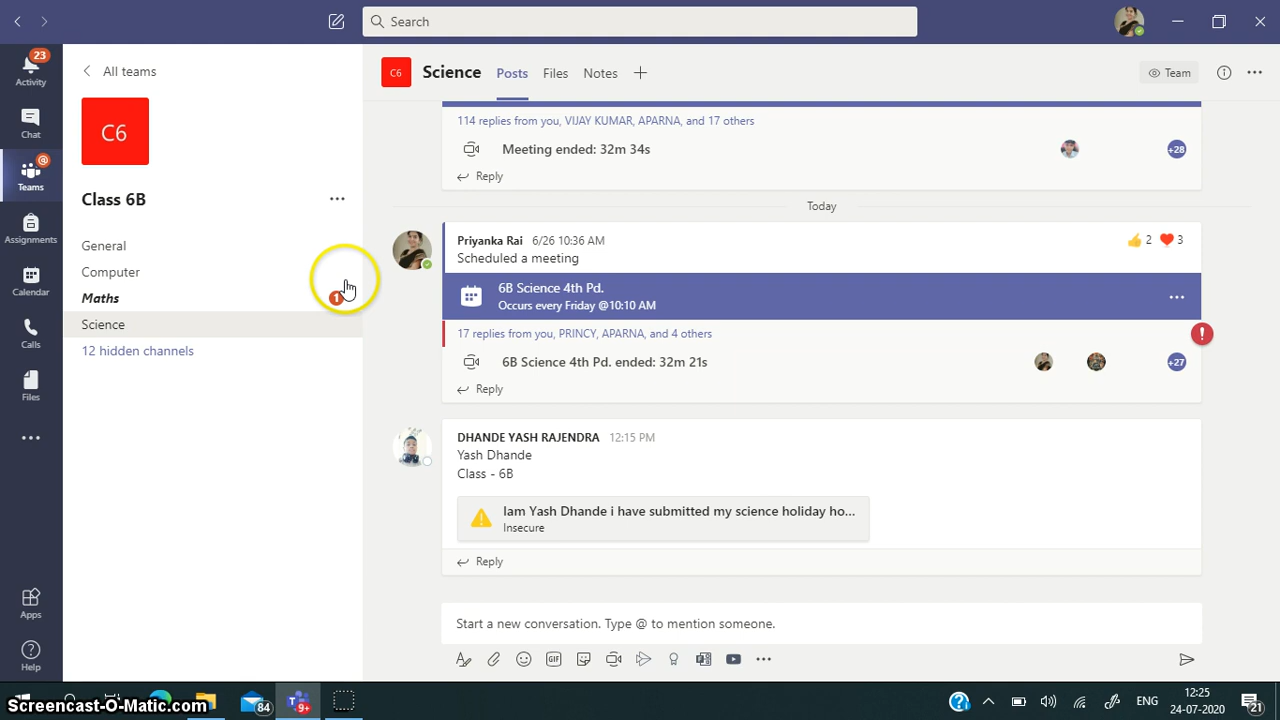 Search
23
Activity
Chat
@
Teams
Assignments
Calendar
Calls
Files
Apps
Help
All teams
C6
Class 6B
General
Computer
Maths
1
Science
12 hidden channels
C6
Science
Posts
Files
Notes
Team
114 replies from you, VIJAY KUMAR, APARNA, and 17 others
Meeting ended: 32m 34s
+28
Reply
Today
Priyanka Rai 6/26 10:36 AM
2
3
Scheduled a meeting
6B Science 4th Pd.
Occurs every Friday @10:10 AM
17 replies from you, PRINCY, APARNA, and 4 others
6B Science 4th Pd. ended: 32m 21s
+27
Reply
DHANDE YASH RAJENDRA 12:15 PM
Yash Dhande
Class - 6B
Iam Yash Dhande i have submitted my science holiday ho...
Insecure
Reply
Start a new conversation. Type @ to mention someone.
GIF
Screencast-O-Matic.com
84
9+
ENG
12:25
24-07-2020
21